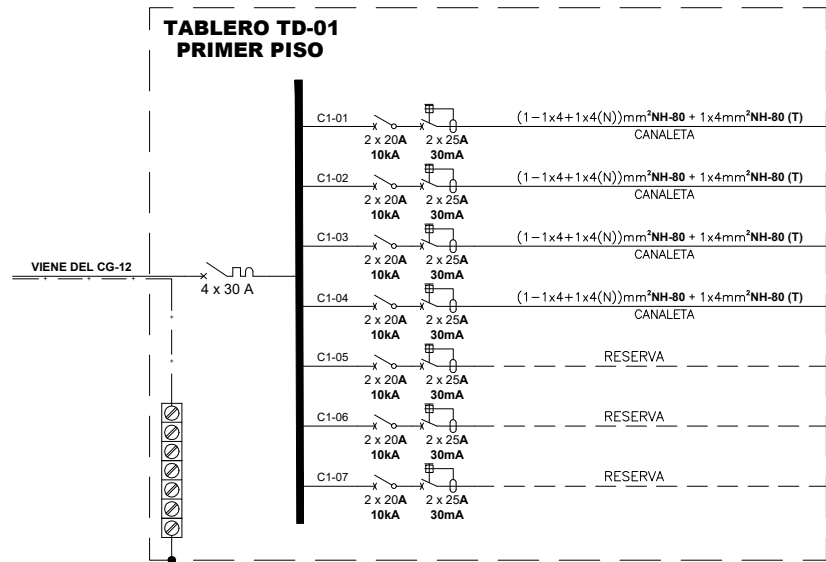 TABLERO TD-01
PRIMER PISO
VIENE DEL CG-12
4 x 30 A
C1-01
2 x 20A
10kA
2 x 25A
30mA
(1-1x4+1x4(N))mm²NH-80 + 1x4mm²NH-80 (T)
CANALETA
C1-02
2 x 20A
10kA
2 x 25A
30mA
(1-1x4+1x4(N))mm²NH-80 + 1x4mm²NH-80 (T)
CANALETA
C1-03
2 x 20A
10kA
2 x 25A
30mA
(1-1x4+1x4(N))mm²NH-80 + 1x4mm²NH-80 (T)
CANALETA
C1-04
2 x 20A
10kA
2 x 25A
30mA
(1-1x4+1x4(N))mm²NH-80 + 1x4mm²NH-80 (T)
CANALETA
C1-05
2 x 20A
10kA
2 x 25A
30mA
RESERVA
C1-06
2 x 20A
10kA
2 x 25A
30mA
RESERVA
C1-07
2 x 20A
10kA
2 x 25A
30mA
RESERVA